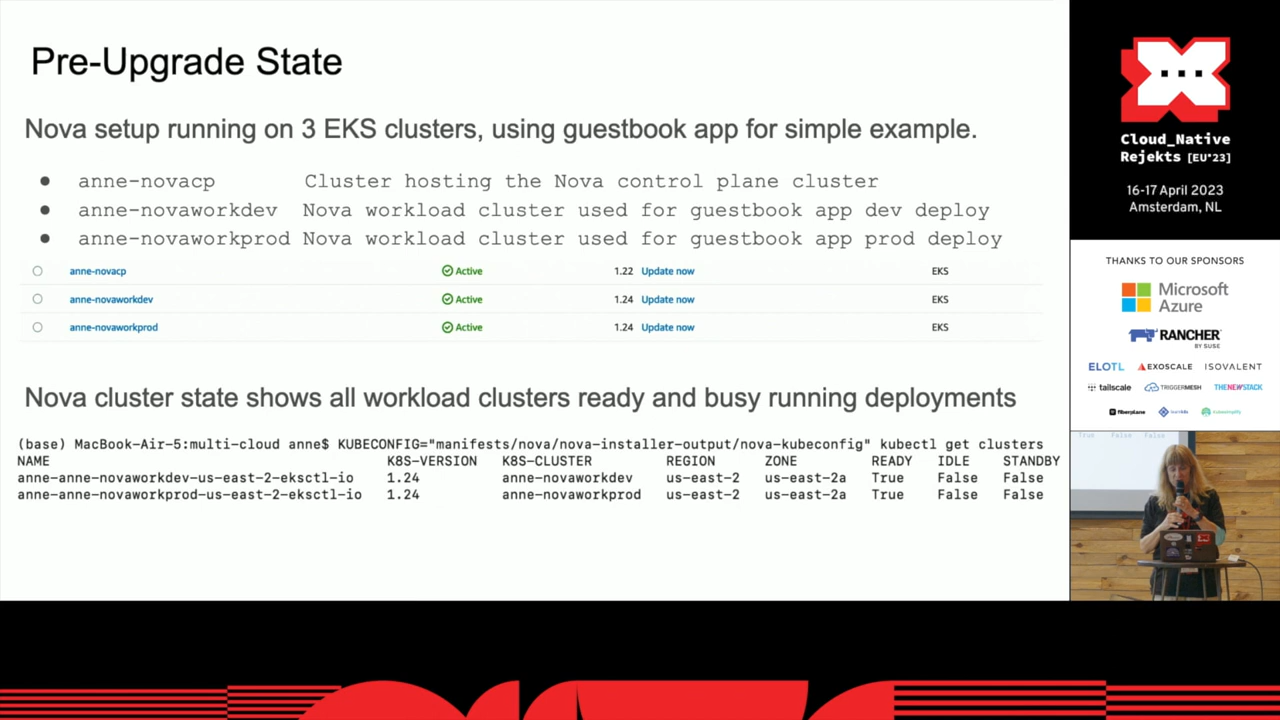 Pre-Upgrade State
Nova setup running on 3 EKS clusters, using guestbook app for simple example.
● anne-novacp Cluster hosting the Nova control plane cluster
● anne-novaworkdev Nova workload cluster used for guestbook app dev deploy
● anne-novaworkprod Nova workload cluster used for guestbook app prod deploy
anne-novacp Active 1.22 Update now EKS
anne-novaworkdev Active 1.24 Update now EKS
anne-novaworkprod Active 1.24 Update now EKS
Nova cluster state shows all workload clusters ready and busy running deployments
(base) MacBook-Air-5:multi-cloud anne$ KUBECONFIG="manifests/nova/nova-installer-output/nova-kubeconfig" kubectl get clusters
NAME K8S-VERSION K8S-CLUSTER REGION ZONE READY IDLE STANDBY
anne-anne-novaworkdev-us-east-2-eksctl-io 1.24 anne-novaworkdev us-east-2 us-east-2a True False False
anne-anne-novaworkprod-us-east-2-eksctl-io 1.24 anne-novaworkprod us-east-2 us-east-2a True False False
Cloud_Native
Rejekts [EU'23]
16-17 April 2023
Amsterdam, NL
THANKS TO OUR SPONSORS
Microsoft
Azure
RANCHER
BY SUSE
ELOTL EXOSCALE ISOVALENT
tailscale TRIGGERMESH THENEWSTACK
fiberplane
True False False